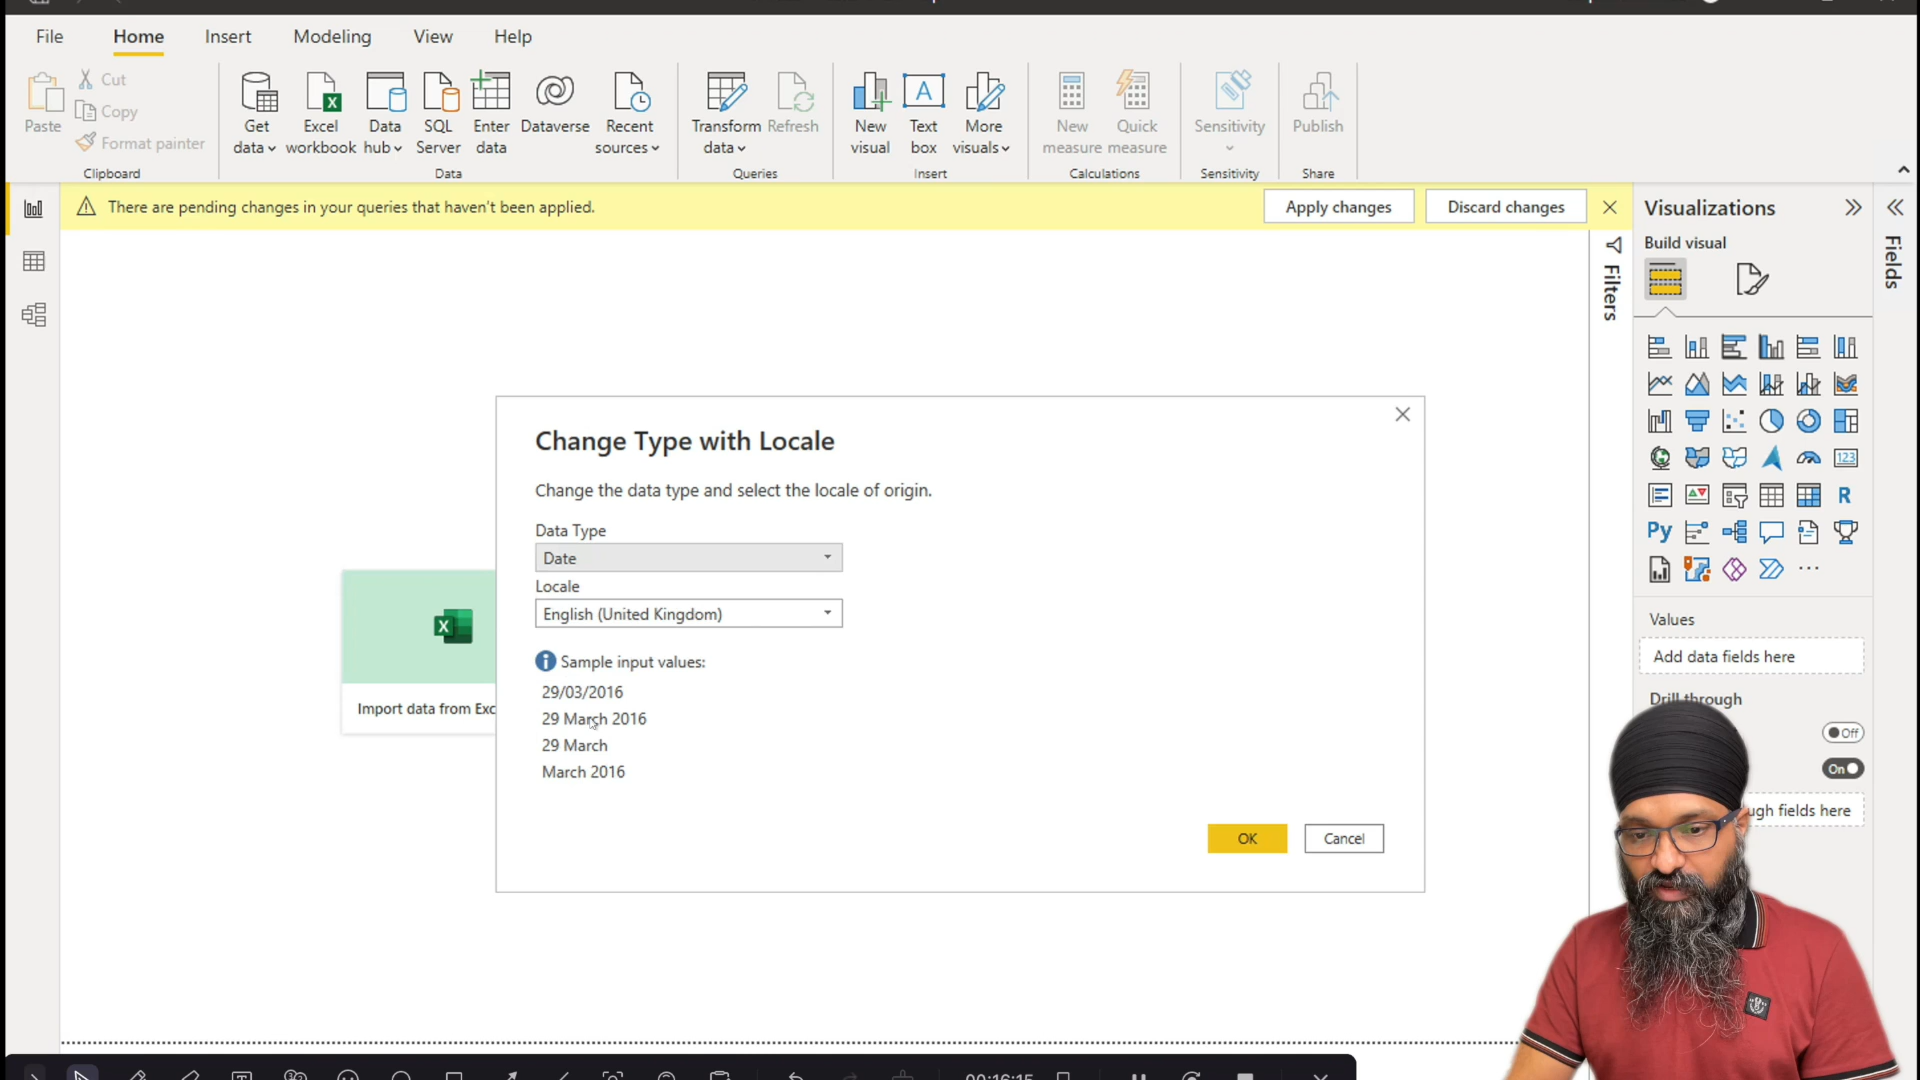 File Home Insert Modeling View Help
Paste
Cut
Copy
Format painter
Clipboard
Get data
Excel workbook
Data hub
SQL Server
Enter data
Dataverse
Recent sources
Data
Transform data
Refresh
Queries
New visual
A
Text box
More visuals
Insert
New measure
Quick measure
Calculations
Sensitivity
Sensitivity
Publish
Share
There are pending changes in your queries that haven't been applied.
Apply changes
Discard changes
Filters
Visualizations
Build visual
Fields
123
R
Py
Values
Add data fields here
Drill through
Off
On
ugh fields here
Import data from Exc
Change Type with Locale
Change the data type and select the locale of origin.
Data Type
Date
Locale
English (United Kingdom)
Sample input values:
29/03/2016
29 March 2016
29 March
March 2016
OK
Cancel
00:16:15